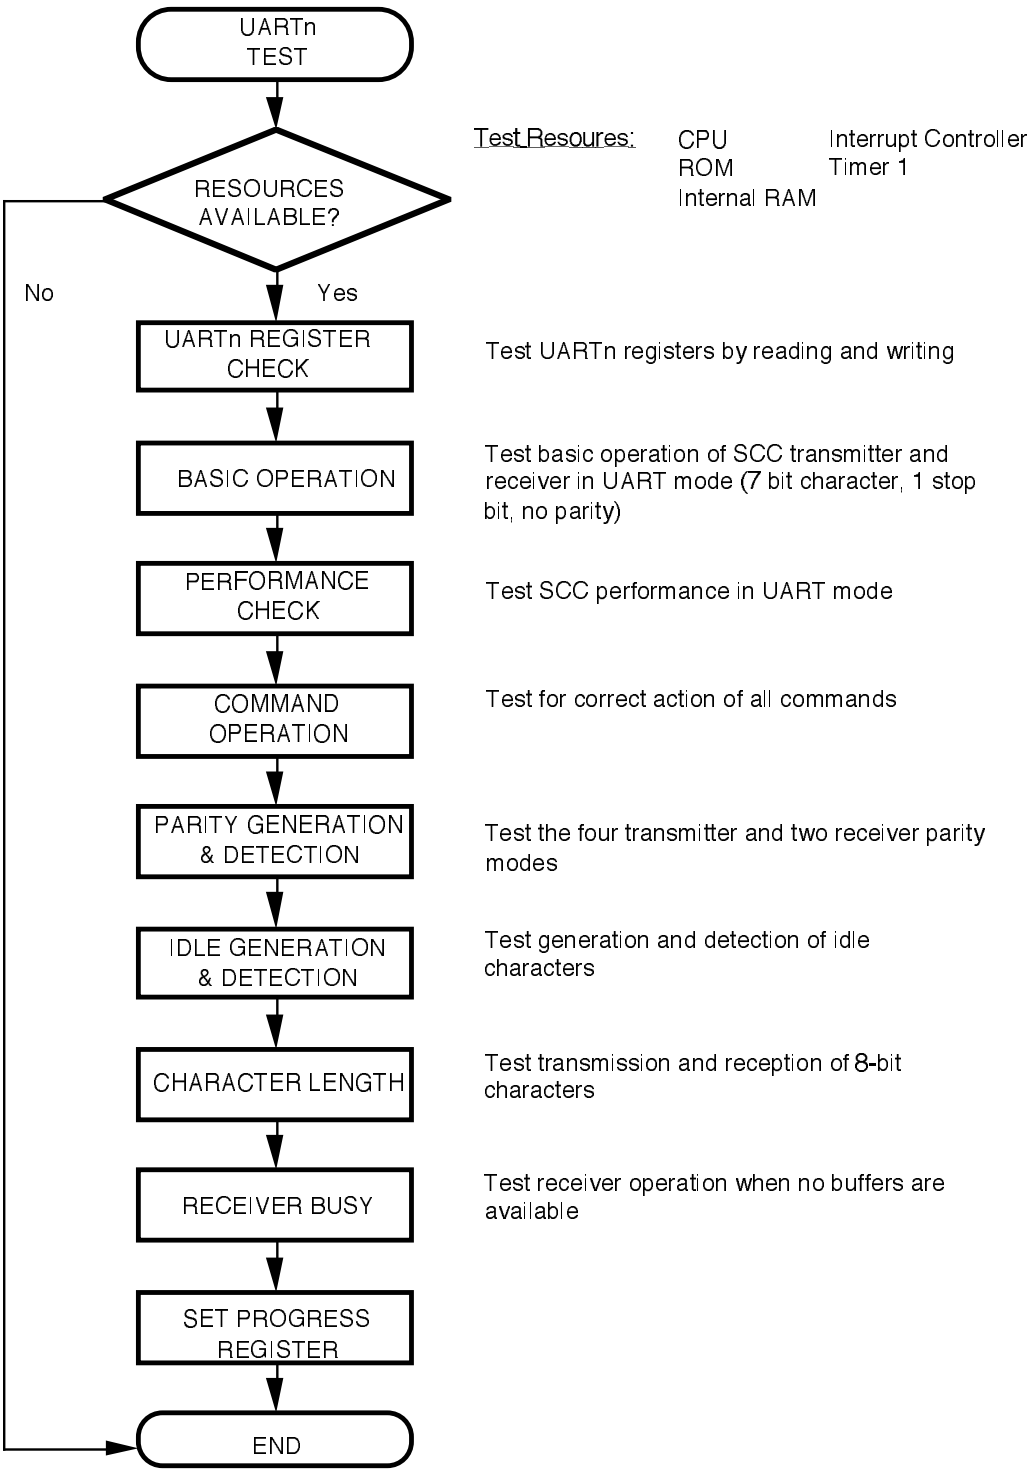 UARTn
TEST
Test Resoures:
CPU
Interrupt Controller
ROM
Timer 1
Internal RAM
RESOURCES
AVAILABLE?
No
Yes
UARTn REGISTER
CHECK
Test UARTn registers by reading and writing
BASIC OPERATION
Test basic operation of SCC transmitter and
receiver in UART mode (7 bit character, 1 stop
bit, no parity)
PERFORMANCE
CHECK
Test SCC performance in UART mode
COMMAND
OPERATION
Test for correct action of all commands
PARITY GENERATION
& DETECTION
Test the four transmitter and two receiver parity
modes
IDLE GENERATION
& DETECTION
Test generation and detection of idle
characters
CHARACTER LENGTH
Test transmission and reception of 8-bit
characters
RECEIVER BUSY
Test receiver operation when no buffers are
available
SET PROGRESS
REGISTER
END